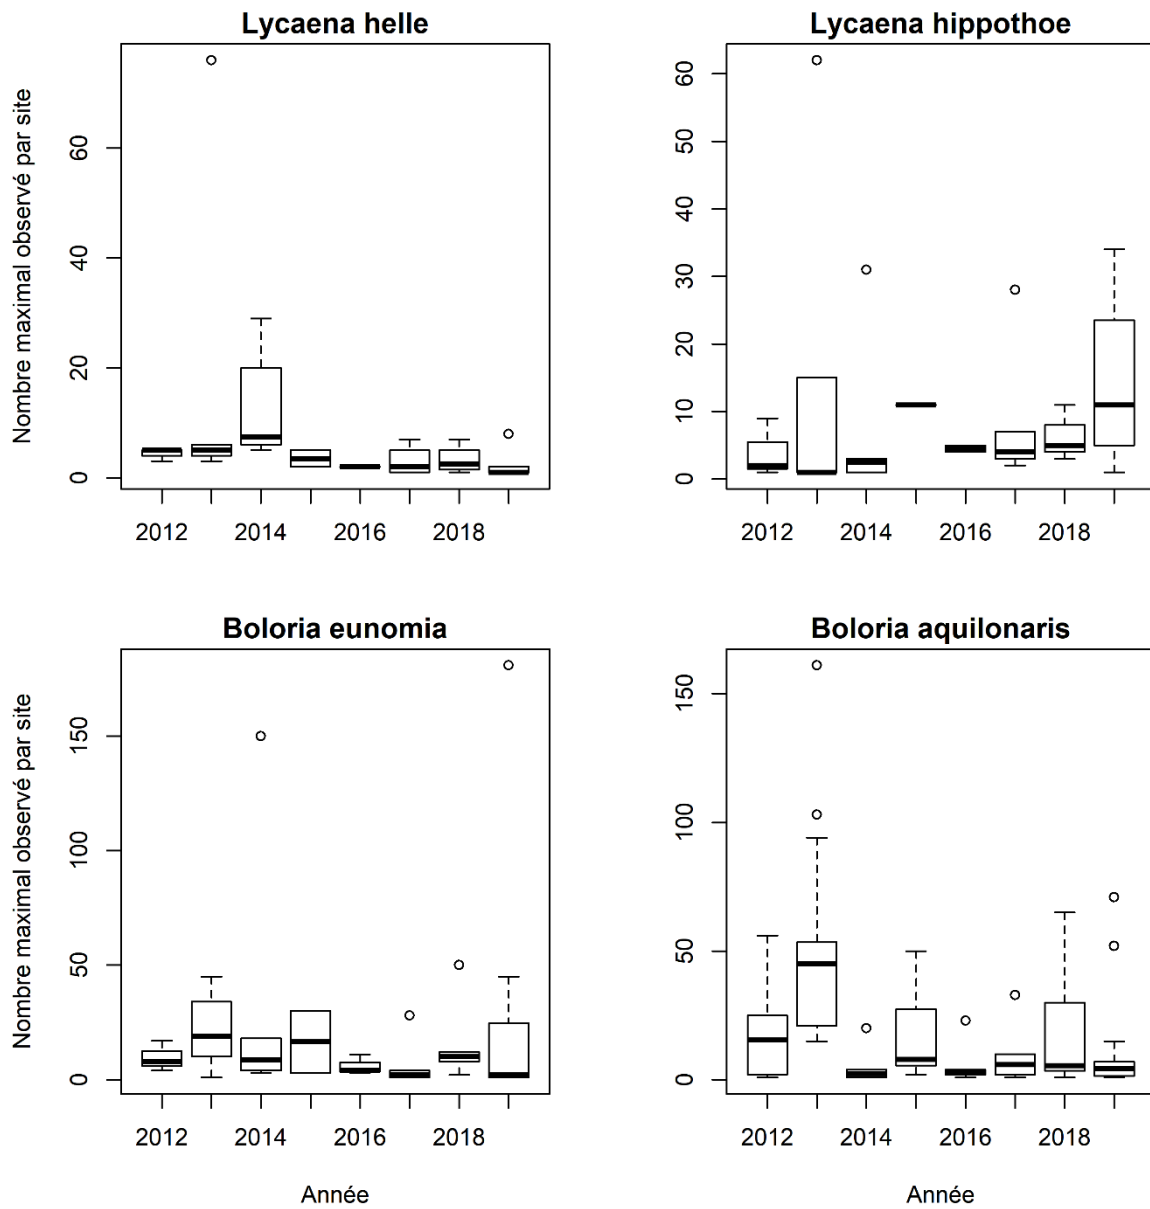 Lycaena helle
Nombre maximal observé par site
60
40
20
0
2012 2014 2016 2018
Lycaena hippothoe
60
50
40
30
20
10
0
2012 2014 2016 2018
Boloria eunomia
Nombre maximal observé par site
150
100
50
0
2012 2014 2016 2018
Année
Boloria aquilonaris
150
100
50
0
2012 2014 2016 2018
Année